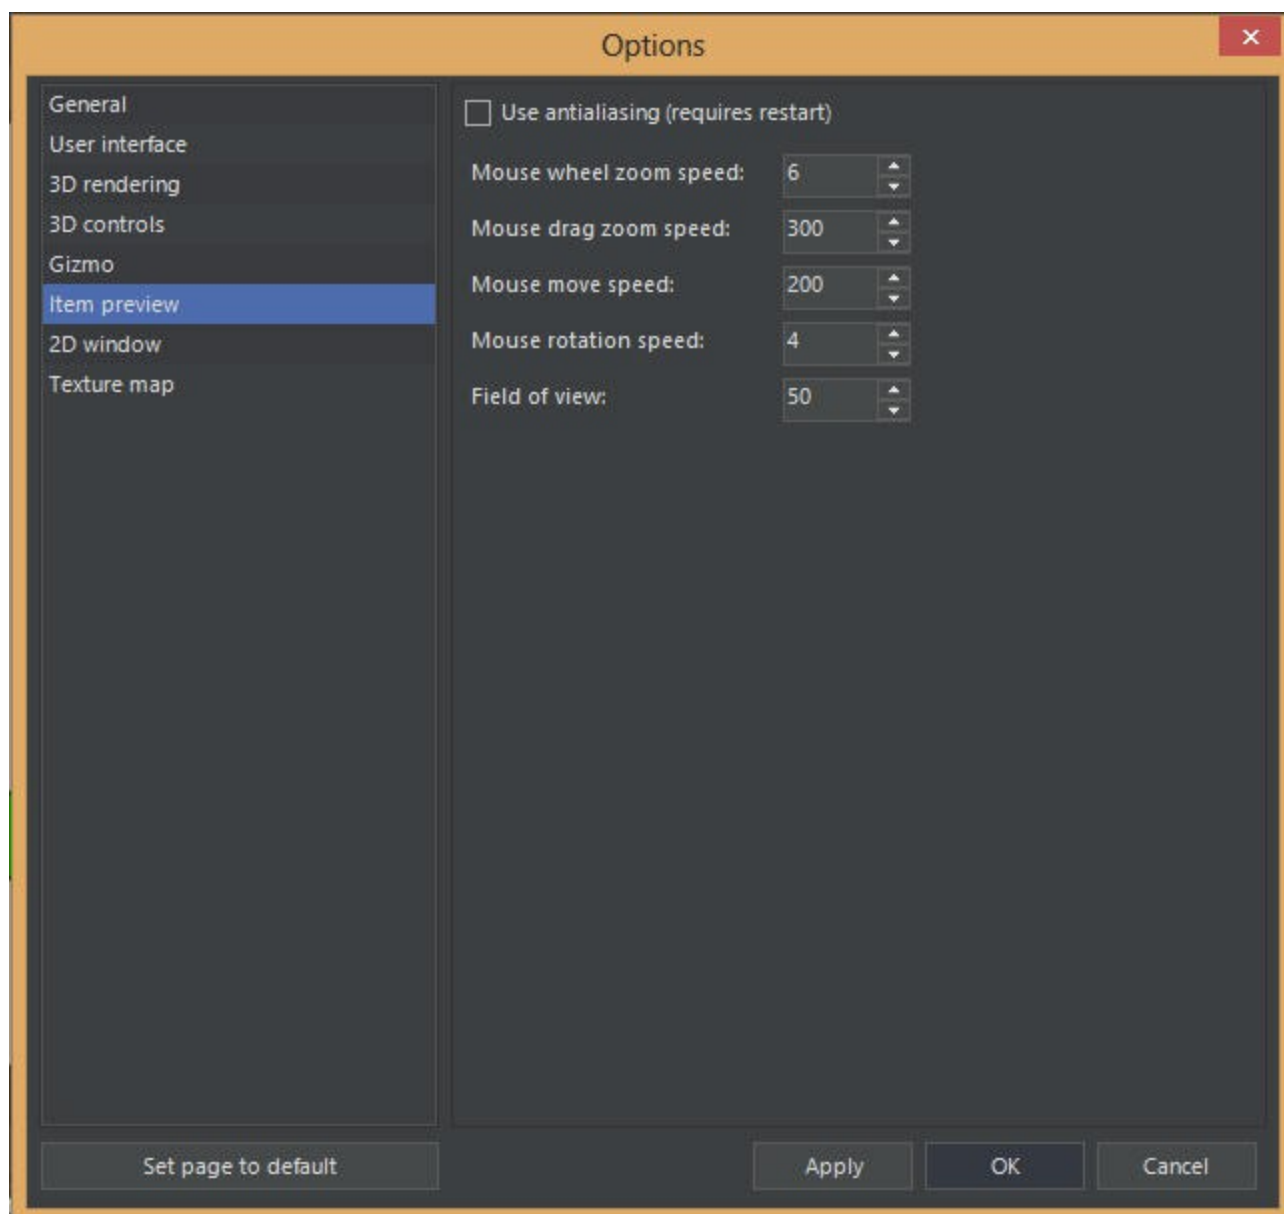 Options
General
User interface
3D rendering
3D controls
Gizmo
Item preview
2D window
Texture map
Use antialiasing (requires restart)
Mouse wheel zoom speed: 6
Mouse drag zoom speed: 300
Mouse move speed: 200
Mouse rotation speed: 4
Field of view: 50
Set page to default
Apply
OK
Cancel